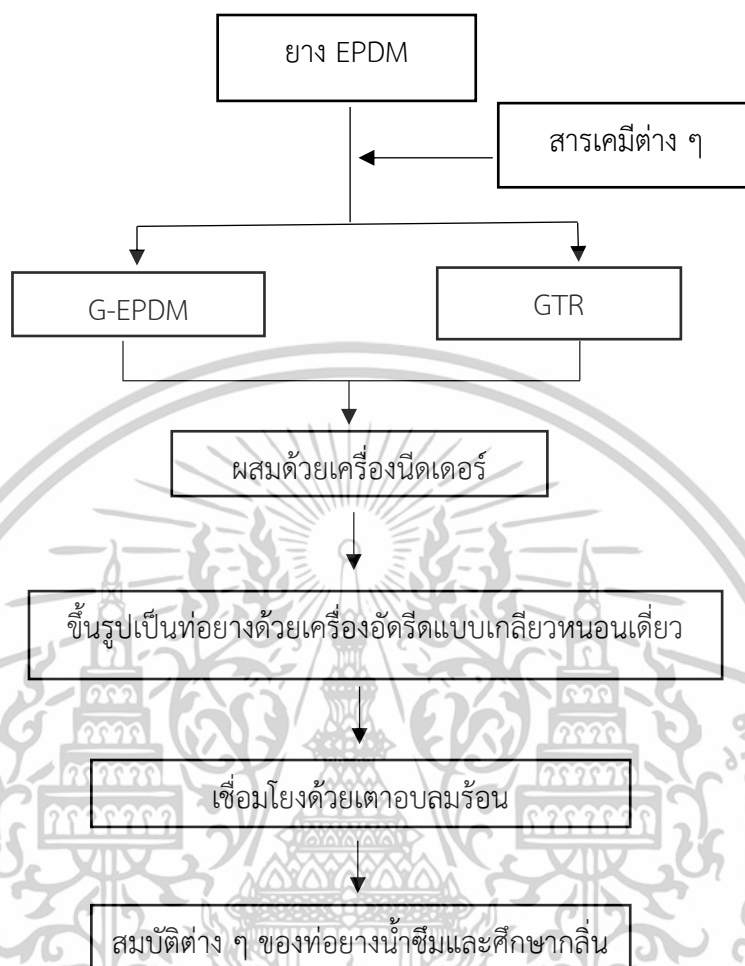 ยาง EPDM
สารเคมีต่าง ๆ
G-EPDM
GTR
ผสมด้วยเครื่องนีดเดอร์
ขึ้นรูปเป็นท่อยางด้วยเครื่องอัดรีดแบบเกลียวหนอนเดี่ยว
เชื่อมโยงด้วยเตาอบลมร้อน
สมบัติต่าง ๆ ของท่อยางน้ำซึมและศึกษากลิ่น